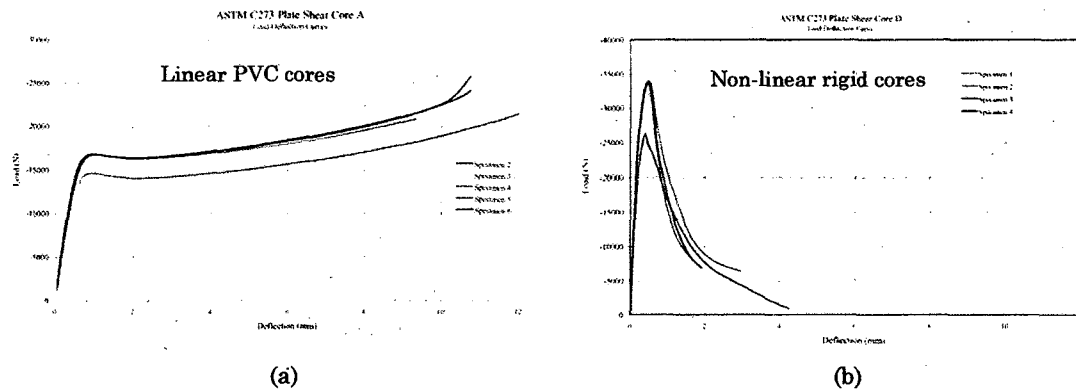 ASTM C273 Plate Shear Core A
Load Deflection Curves
Linear PVC cores
Load (N)
-25000
-20000
-15000
-10000
-5000
0
2
4
6
8
10
12
Deflection (mm)
Specimen 2
Specimen 3
Specimen 4
Specimen 5
Specimen 6
(a)
ASTM C273 Plate Shear Core D
Load Deflection Curves
Non-linear rigid cores
Load (N)
-40000
-35000
-30000
-25000
-20000
-15000
-10000
-5000
0
0
2
4
6
8
10
Deflection (mm)
Specimen 1
Specimen 2
Specimen 3
Specimen 4
(b)